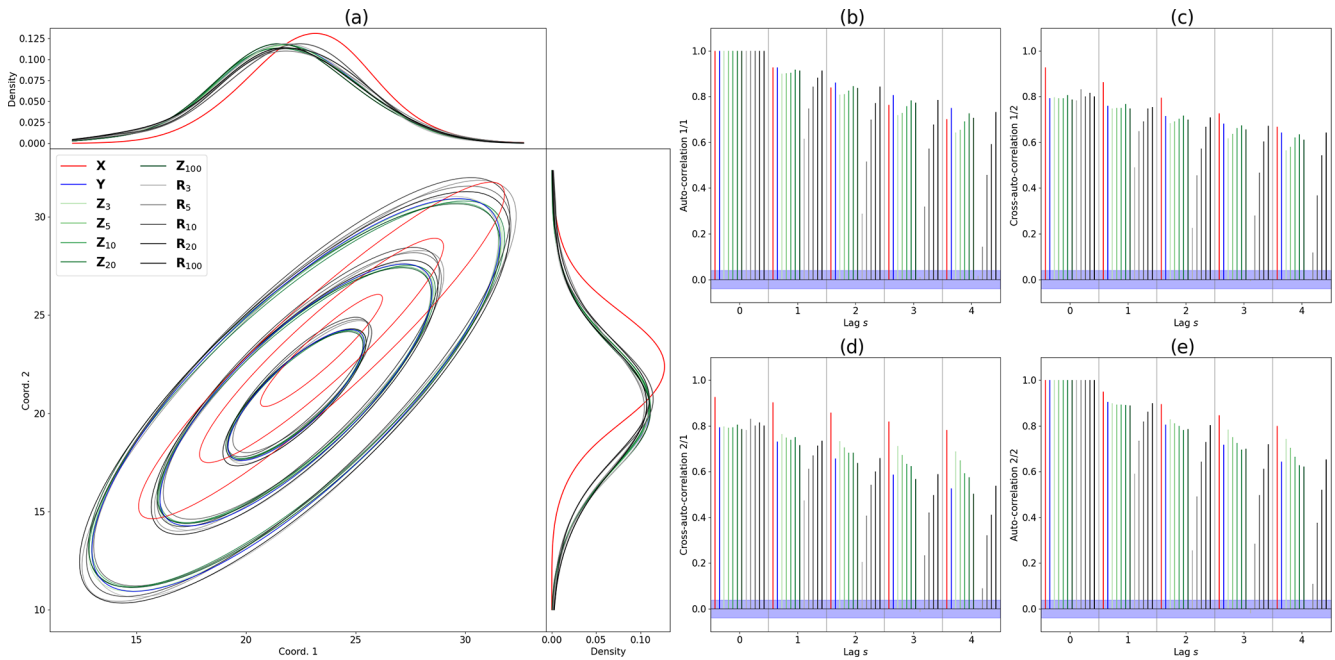 (a)
Density
0.125
0.100
0.075
0.050
0.025
0.000
X
Y
Z3
Z5
Z10
Z20
Z100
R3
R5
R10
R20
R100
Coord. 2
30
25
20
15
10
15
20
25
30
Coord. 1
0.00
0.05
0.10
Density
(b)
Auto-correlation 1/1
1.0
0.8
0.6
0.4
0.2
0.0
0
1
2
3
4
Lag s
(c)
Cross-auto-correlation 1/2
1.0
0.8
0.6
0.4
0.2
0.0
0
1
2
3
4
Lag s
(d)
Cross-auto-correlation 2/1
1.0
0.8
0.6
0.4
0.2
0.0
0
1
2
3
4
Lag s
(e)
Auto-correlation 2/2
1.0
0.8
0.6
0.4
0.2
0.0
0
1
2
3
4
Lag s